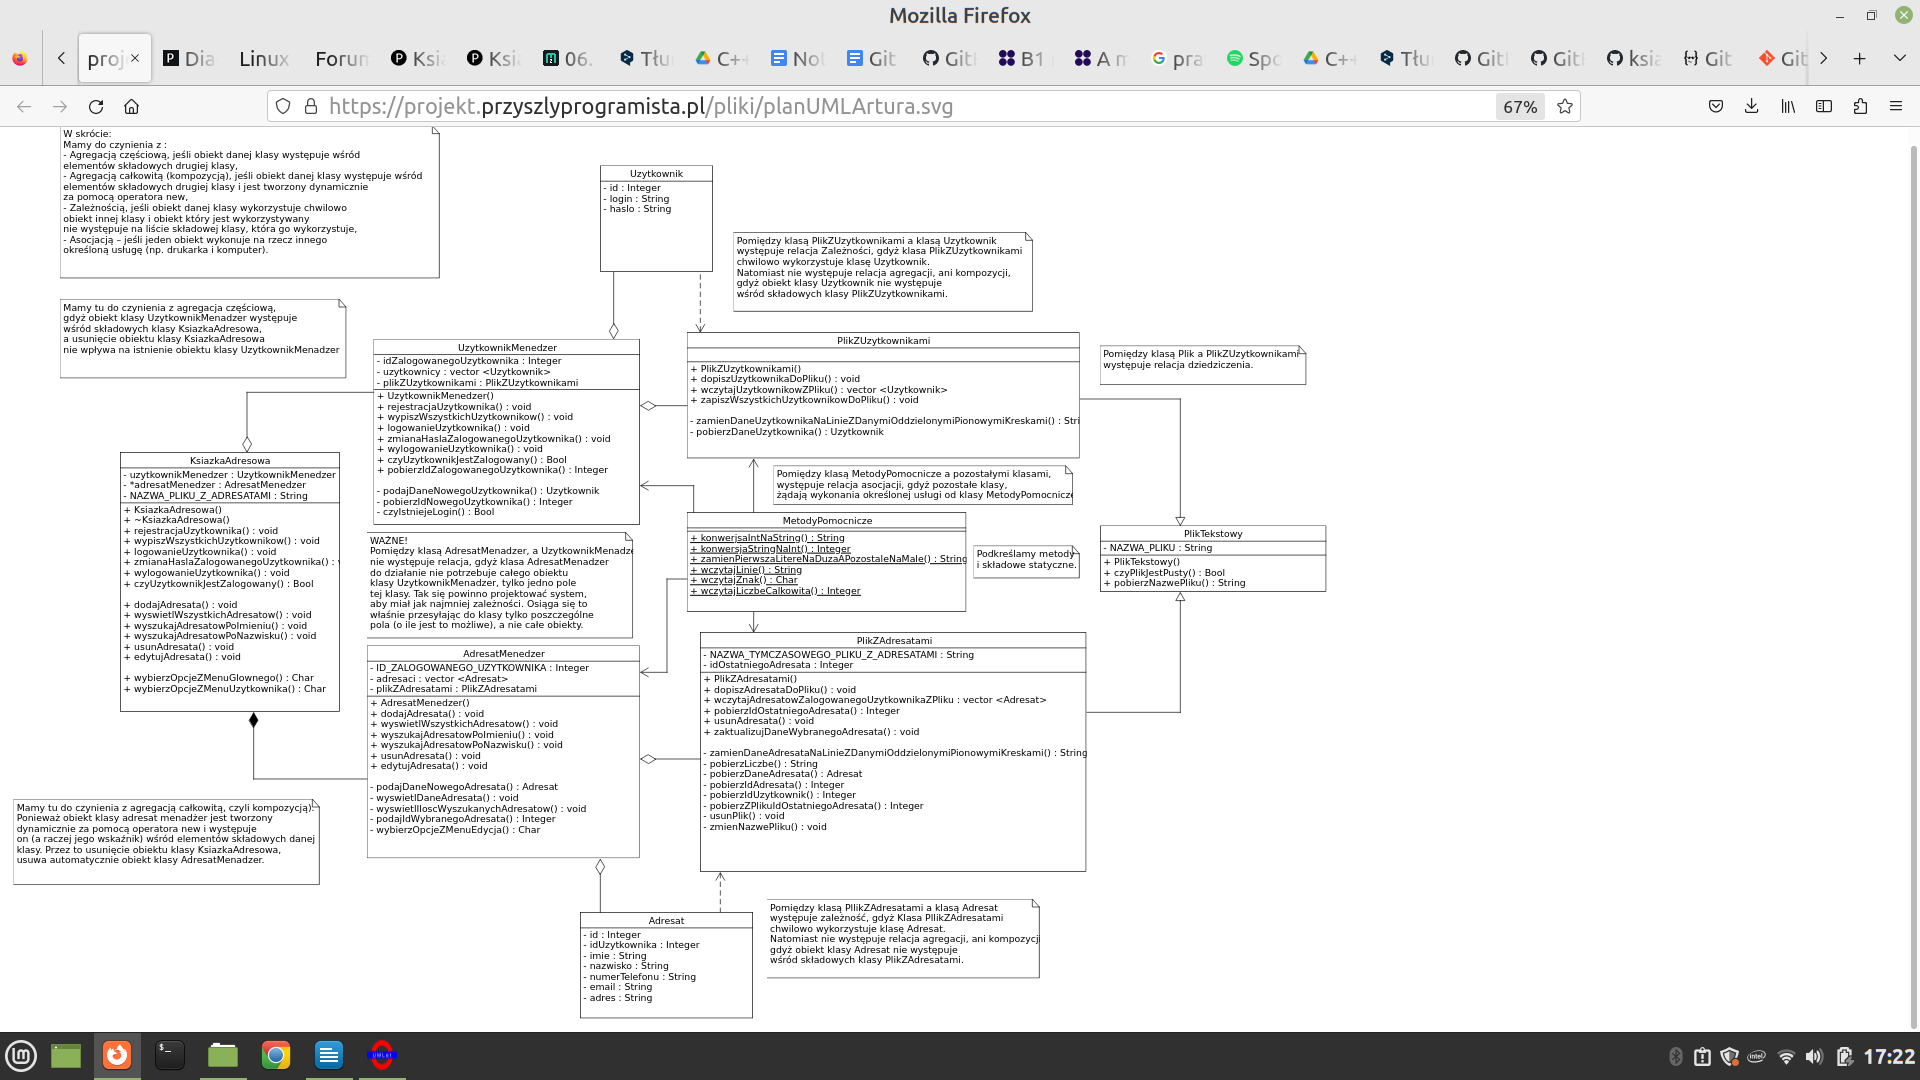 Mozilla Firefox
proj
Dia
Linux
Forum
Ksi
Ksi
06.
Tłu
C++
Not
Git
Git
B1
A m
pra
Spo
C++
Tłu
Git
Git
ksia
Git
Git
https://projekt.przyszlyprogramista.pl/pliki/planUMLArtura.svg
67%
W skrócie:
Mamy do czynienia z :
- Agregacją częściową, jeśli obiekt danej klasy występuje wśród
elementów składowych drugiej klasy,
- Agregacją całkowitą (kompozycją), jeśli obiekt danej klasy występuje wśród
elementów składowych drugiej klasy i jest tworzony dynamicznie
za pomocą operatora new,
- Zależnością, jeśli obiekt danej klasy wykorzystuje chwilowo
obiekt innej klasy i obiekt który jest wykorzystywany
nie występuje na liście składowej klasy, która go wykorzystuje,
- Asocjacją – jeśli jeden obiekt wykonuje na rzecz innego
określoną usługę (np. drukarka i komputer).
Uzytkownik
- id : Integer
- login : String
- haslo : String
Pomiędzy klasą PlikZUzytkownikami a klasą Uzytkownik
występuje relacja Zależności, gdyż klasa PlikZUzytkownikami
chwilowo wykorzystuje klasę Uzytkownik.
Natomiast nie występuje relacja agregacji, ani kompozycji,
gdyż obiekt klasy Uzytkownik nie występuje
wśród składowych klasy PlikZUzytkownikami.
Mamy tu do czynienia z agregacja częściową,
gdyż obiekt klasy UzytkownikMenadzer występuje
wśród składowych klasy KsiazkaAdresowa,
a usunięcie obiektu klasy KsiazkaAdresowa
nie wpływa na istnienie obiektu klasy UzytkownikMenadzer
UzytkownikMenedzer
- idZalogowanegoUzytkownika : Integer
- uzytkownicy : vector <Uzytkownik>
- plikZUzytkownikami : PlikZUzytkownikami
+ UzytkownikMenedzer()
+ rejestracjaUzytkownika() : void
+ wypiszWszystkichUzytkownikow() : void
+ logowanieUzytkownika() : void
+ zmianaHaslaZalogowanegoUzytkownika() : void
+ wylogowanieUzytkownika() : void
+ czyUzytkownikJestZalogowany() : Bool
+ pobierzIdZalogowanegoUzytkownika() : Integer
- podajDaneNowegoUzytkownika() : Uzytkownik
- pobierzIdNowegoUzytkownika() : Integer
- czyIstniejeLogin() : Bool
PlikZUzytkownikami
+ PlikZUzytkownikami()
+ dopiszUzytkownikaDoPliku() : void
+ wczytajUzytkownikowZPliku() : vector <Uzytkownik>
+ zapiszWszystkichUzytkownikowDoPliku() : void
- zamienDaneUzytkownikaNaLinieZDanymiOddzielonymiPionowymiKreskami() : Stri
- pobierzDaneUzytkownika() : Uzytkownik
Pomiędzy klasą Plik a PlikZUzytkownikami
występuje relacja dziedziczenia.
KsiazkaAdresowa
- uzytkownikMenedzer : UzytkownikMenedzer
- *adresatMenedzer : AdresatMenedzer
- NAZWA_PLIKU_Z_ADRESATAMI : String
+ KsiazkaAdresowa()
+ ~KsiazkaAdresowa()
+ rejestracjaUzytkownika() : void
+ wypiszWszystkichUzytkownikow() : void
+ logowanieUzytkownika() : void
+ zmianaHaslaZalogowanegoUzytkownika() :
+ wylogowanieUzytkownika() : void
+ czyUzytkownikJestZalogowany() : Bool
+ dodajAdresata() : void
+ wyswietlWszystkichAdresatow() : void
+ wyszukajAdresatowPoImieniu() : void
+ wyszukajAdresatowPoNazwisku() : void
+ usunAdresata() : void
+ edytujAdresata() : void
+ wybierzOpcjeZMenuGlownego() : Char
+ wybierzOpcjeZMenuUzytkownika() : Char
Pomiędzy klasą MetodyPomocnicze a pozostałymi klasami,
występuje relacja asocjacji, gdyż pozostałe klasy,
żądają wykonania określonej usługi od klasy MetodyPomocnicze
MetodyPomocnicze
+ konwerjsaIntNaString() : String
+ konwersjaStringNaInt() : Integer
+ zamienPierwszaLitereNaDuzaAPozostaleNaMale() : String
+ wczytajLinie() : String
+ wczytajZnak() : Char
+ wczytajLiczbeCalkowita() : Integer
Podkreślamy metody
i składowe statyczne.
PlikTekstowy
- NAZWA_PLIKU : String
+ PlikTekstowy()
+ czyPlikJestPusty() : Bool
+ pobierzNazwePliku() : String
WAŻNE!
Pomiędzy klasą AdresatMenadzer, a UzytkownikMenadze
nie występuje relacja, gdyż klasa AdresatMenadzer
do działanie nie potrzebuje całego obiektu
klasy UzytkownikMenadzer, tylko jedno pole
tej klasy. Tak się powinno projektować system,
aby miał jak najmniej zależności. Osiąga się to
właśnie przesyłając do klasy tylko poszczególne
pola (o ile jest to możliwe), a nie całe obiekty.
AdresatMenedzer
- ID_ZALOGOWANEGO_UZYTKOWNIKA : Integer
- adresaci : vector <Adresat>
- plikZAdresatami : PlikZAdresatami
+ AdresatMenedzer()
+ dodajAdresata() : void
+ wyswietlWszystkichAdresatow() : void
+ wyszukajAdresatowPoImieniu() : void
+ wyszukajAdresatowPoNazwisku() : void
+ usunAdresata() : void
+ edytujAdresata() : void
- podajDaneNowegoAdresata() : Adresat
- wyswietlDaneAdresata() : void
- wyswietlIloscWyszukanychAdresatow() : void
- podajIdWybranegoAdresata() : Integer
- wybierzOpcjeZMenuEdycja() : Char
PlikZAdresatami
- NAZWA_TYMCZASOWEGO_PLIKU_Z_ADRESATAMI : String
- idOstatniegoAdresata : Integer
+ PlikZAdresatami()
+ dopiszAdresataDoPliku() : void
+ wczytajAdresatowZalogowanegoUzytkownikaZPliku : vector <Adresat>
+ pobierzIdOstatniegoAdresata() : Integer
+ usunAdresata() : void
+ zaktualizujDaneWybranegoAdresata() : void
- zamienDaneAdresataNaLinieZDanymiOddzielonymiPionowymiKreskami() : String
- pobierzLiczbe() : String
- pobierzDaneAdresata() : Adresat
- pobierzIdAdresata() : Integer
- pobierzIdUzytkownik() : Integer
- pobierzZPlikuIdOstatniegoAdresata() : Integer
- usunPlik() : void
- zmienNazwePliku() : void
Mamy tu do czynienia z agregacją całkowitą, czyli kompozycją).
Ponieważ obiekt klasy adresat menadżer jest tworzony
dynamicznie za pomocą operatora new i występuje
on (a raczej jego wskaźnik) wśród elementów składowych danej
klasy. Przez to usunięcie obiektu klasy KsiazkaAdresowa,
usuwa automatycznie obiekt klasy AdresatMenadzer.
Adresat
- id : Integer
- idUzytkownika : Integer
- imie : String
- nazwisko : String
- numerTelefonu : String
- email : String
- adres : String
Pomiędzy klasą PllikZAdresatami a klasą Adresat
występuje zależność, gdyż Klasa PllikZAdresatami
chwilowo wykorzystuje klasę Adresat.
Natomiast nie występuje relacja agregacji, ani kompozycji
gdyż obiekt klasy Adresat nie występuje
wśród składowych klasy PlikZAdresatami.
UMLet
17:22